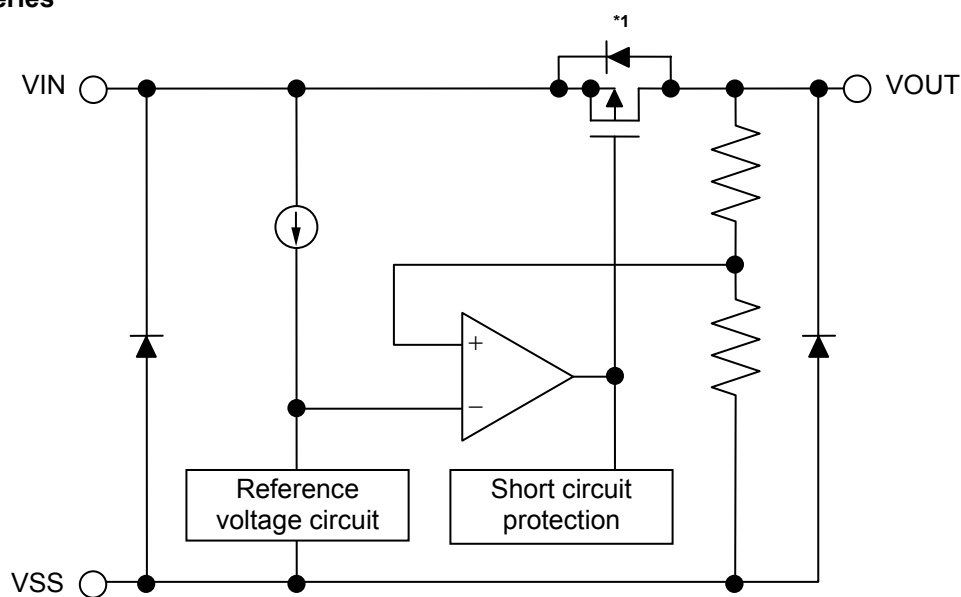 *1
VIN
VOUT
+
−
Reference
voltage circuit
Short circuit
protection
VSS